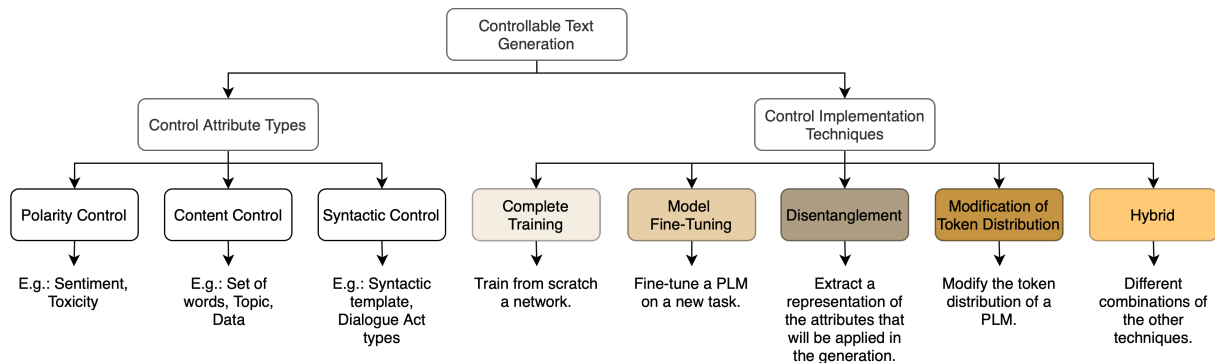 Controllable Text
Generation
Control Attribute Types
Control Implementation
Techniques
Polarity Control
Content Control
Syntactic Control
Complete
Training
Model
Fine-Tuning
Disentanglement
Modification of
Token Distribution
Hybrid
E.g.: Sentiment,
Toxicity
E.g.: Set of
words, Topic,
Data
E.g.: Syntactic
template,
Dialogue Act
types
Train from scratch
a network.
Fine-tune a PLM
on a new task.
Extract a
representation of
the attributes that
will be applied in
the generation.
Modify the token
distribution of a
PLM.
Different
combinations of
the other
techniques.